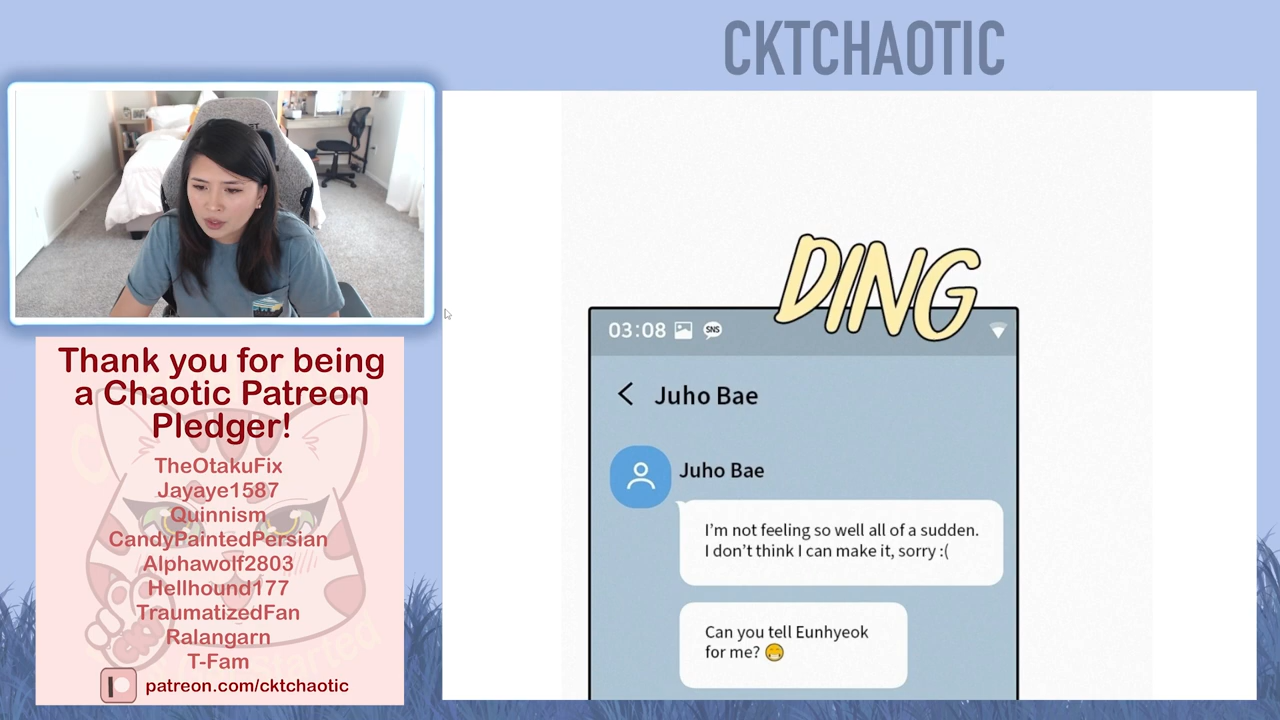 CKTCHAOTIC
DING
03:08
SNS
Juho Bae
Juho Bae
I'm not feeling so well all of a sudden.
I don't think I can make it, sorry :(
Can you tell Eunhyeok
for me? 😷
Thank you for being
a Chaotic Patreon
Pledger!
TheOtakuFix
Jayaye1587
Quinnism
CandyPaintedPersian
Alphawolf2803
Hellhound177
TraumatizedFan
Ralangarn
T-Fam
patreon.com/cktchaotic